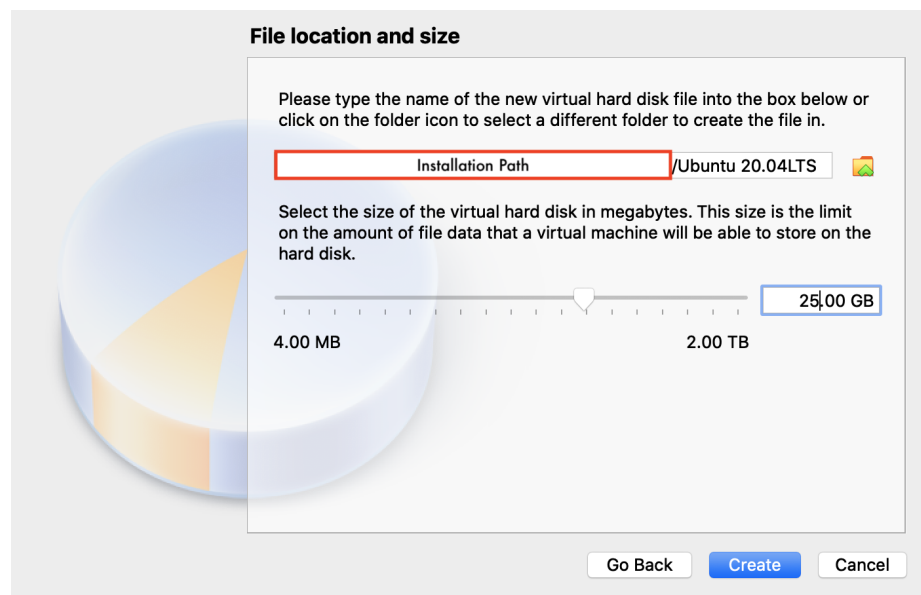 File location and size
Please type the name of the new virtual hard disk file into the box below or
click on the folder icon to select a different folder to create the file in.
Installation Path /Ubuntu 20.04LTS
Select the size of the virtual hard disk in megabytes. This size is the limit
on the amount of file data that a virtual machine will be able to store on the
hard disk.
25.00 GB
4.00 MB 2.00 TB
Go Back Create Cancel